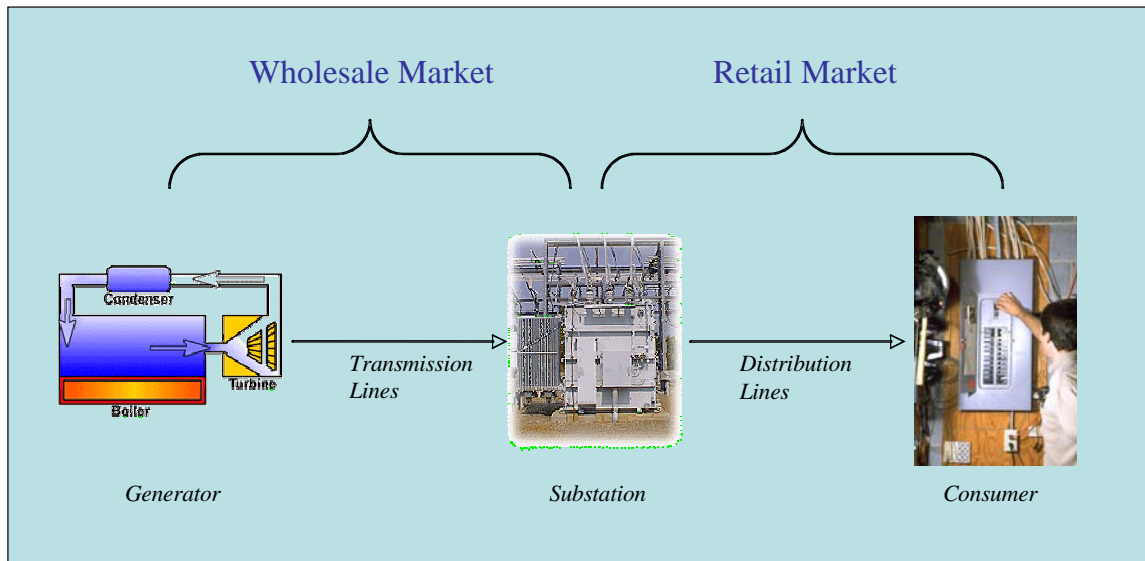 Wholesale Market
Retail Market
Condenser
Turbine
Boiler
Transmission
Lines
Distribution
Lines
Generator
Substation
Consumer